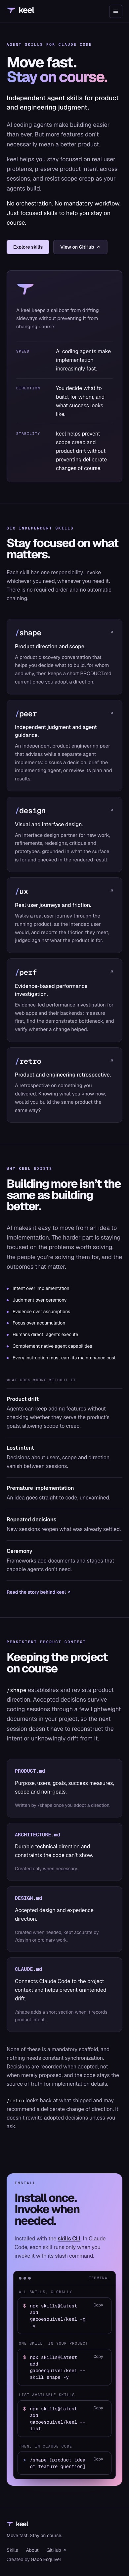 keel
AGENT SKILLS FOR CLAUDE CODE
Move fast.
Stay on course.
Independent agent skills for product
and engineering judgment.
AI coding agents make building easier
than ever. But more features don't
necessarily mean a better product.
keel helps you stay focused on real user
problems, preserve product intent across
sessions, and resist scope creep as your
agents build.
No orchestration. No mandatory workflow.
Just focused skills to help you stay on
course.
Explore skills
View on GitHub ↗
A keel keeps a sailboat from drifting
sideways without preventing it from
changing course.
SPEED
AI coding agents make
implementation
increasingly fast.
DIRECTION
You decide what to
build, for whom, and
what success looks
like.
STABILITY
keel helps prevent
scope creep and
product drift without
preventing deliberate
changes of course.
SIX INDEPENDENT SKILLS
Stay focused on what
matters.
Each skill has one responsibility. Invoke
whichever you need, whenever you need it.
There is no required order and no automatic
chaining.
/shape ↗
Product direction and scope.
A product discovery conversation that
helps you decide what to build, for whom
and why, then keeps a short PRODUCT.md
current once you adopt a direction.
/peer ↗
Independent judgment and agent
guidance.
An independent product engineering peer
that advises while a separate agent
implements: discuss a decision, brief the
implementing agent, or review its plan and
results.
/design ↗
Visual and interface design.
An interface design partner for new work,
refinements, redesigns, critique and
prototypes, grounded in what the surface
is for and checked in the rendered result.
/ux ↗
Real user journeys and friction.
Walks a real user journey through the
running product, as the intended user
would, and reports the friction they meet,
judged against what the product is for.
/perf ↗
Evidence-based performance
investigation.
Evidence-led performance investigation for
web apps and their backends: measure
first, find the demonstrated bottleneck, and
verify whether a change helped.
/retro ↗
Product and engineering retrospective.
A retrospective on something you
delivered. Knowing what you know now,
would you build the same product the
same way?
WHY KEEL EXISTS
Building more isn't the
same as building
better.
AI makes it easy to move from an idea to
implementation. The harder part is staying
focused on the problems worth solving,
the people you're solving them for, and the
outcomes that matter.
Intent over implementation
Judgment over ceremony
Evidence over assumptions
Focus over accumulation
Humans direct; agents execute
Complement native agent capabilities
Every instruction must earn its maintenance cost
WHAT GOES WRONG WITHOUT IT
Product drift
Agents can keep adding features without
checking whether they serve the product's
goals, allowing scope to creep.
Lost intent
Decisions about users, scope and direction
vanish between sessions.
Premature implementation
An idea goes straight to code, unexamined.
Repeated decisions
New sessions reopen what was already settled.
Ceremony
Frameworks add documents and stages that
capable agents don't need.
Read the story behind keel ↗
PERSISTENT PRODUCT CONTEXT
Keeping the project
on course
/shape establishes and revisits product
direction. Accepted decisions survive
coding sessions through a few lightweight
documents in your project, so the next
session doesn't have to reconstruct the
intent or unknowingly drift from it.
PRODUCT.md
Purpose, users, goals, success measures,
scope and non-goals.
Written by /shape once you adopt a direction.
ARCHITECTURE.md
Durable technical direction and
constraints the code can't show.
Created only when necessary.
DESIGN.md
Accepted design and experience
direction.
Created when needed, kept accurate by
/design or ordinary work.
CLAUDE.md
Connects Claude Code to the project
context and helps prevent unintended
drift.
/shape adds a short section when it records
product intent.
None of these is a mandatory scaffold, and
nothing needs constant synchronization.
Decisions are recorded when adopted, not
when merely proposed, and the code stays the
source of truth for implementation details.
/retro looks back at what shipped and may
recommend a deliberate change of direction. It
doesn't rewrite adopted decisions unless you
ask.
INSTALL
Install once.
Invoke when
needed.
Installed with the skills CLI. In Claude
Code, each skill runs only when you
invoke it with its slash command.
TERMINAL
ALL SKILLS, GLOBALLY
$ npx skills@latest Copy
add
gaboesquivel/keel -g
-y
ONE SKILL, IN YOUR PROJECT
$ npx skills@latest Copy
add
gaboesquivel/keel --
skill shape -y
LIST AVAILABLE SKILLS
$ npx skills@latest Copy
add
gaboesquivel/keel --
list
THEN, IN CLAUDE CODE
> /shape [product idea Copy
or feature question]
keel
Move fast. Stay on course.
Skills About GitHub ↗
Created by Gabo Esquivel